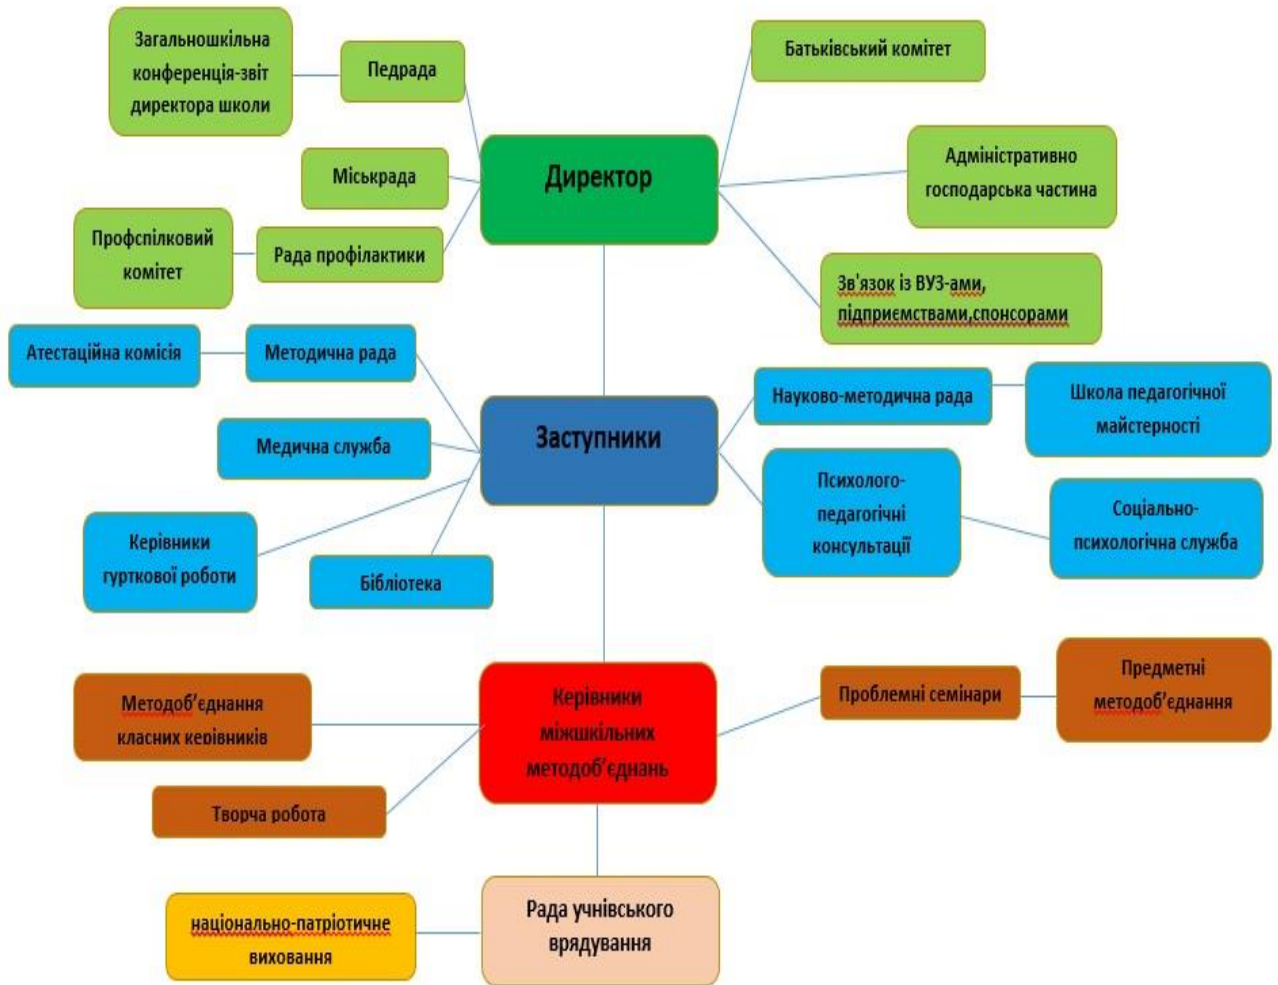 Загальношкільна
конференція-звіт
директора школи
Педрада
Батьківський комітет
Директор
Адміністративно
господарська частина
Міськрада
Профспілковий
комітет
Рада профілактики
Зв'язок із ВУЗ-ами,
підприємствами,спонсорами
Атестаційна комісія
Методична рада
Науково-методична рада
Школа педагогічної
майстерності
Заступники
Медична служба
Психолого-
педагогічні
консультації
Соціально-
психологічна служба
Керівники
гурткової роботи
Бібліотека
Методоб’єднання
класних керівників
Керівники
міжшкільних
методоб’єднань
Проблемні семінари
Предметні
методоб’єднання
Творча робота
національно-патріотичне
виховання
Рада учнівського
врядування